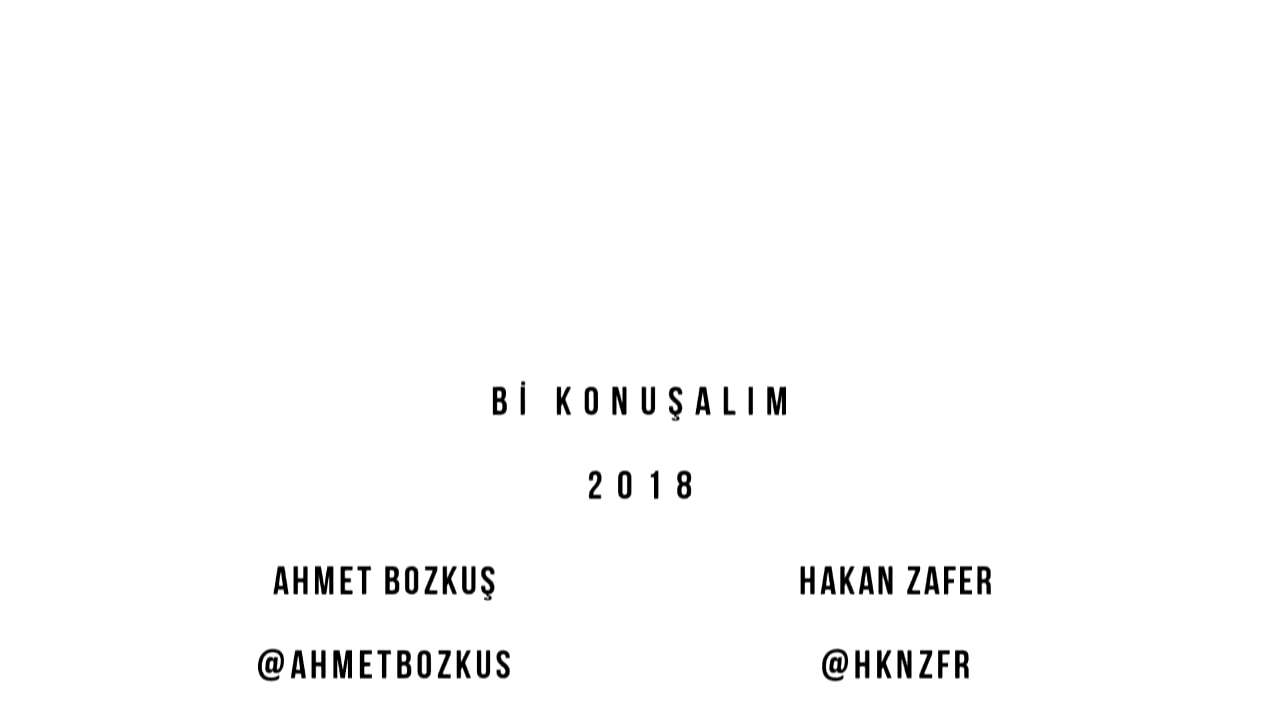 Bİ KONUŞALIM
2018
AHMET BOZKUŞ
HAKAN ZAFER
@AHMETBOZKUS
@HKNZFR